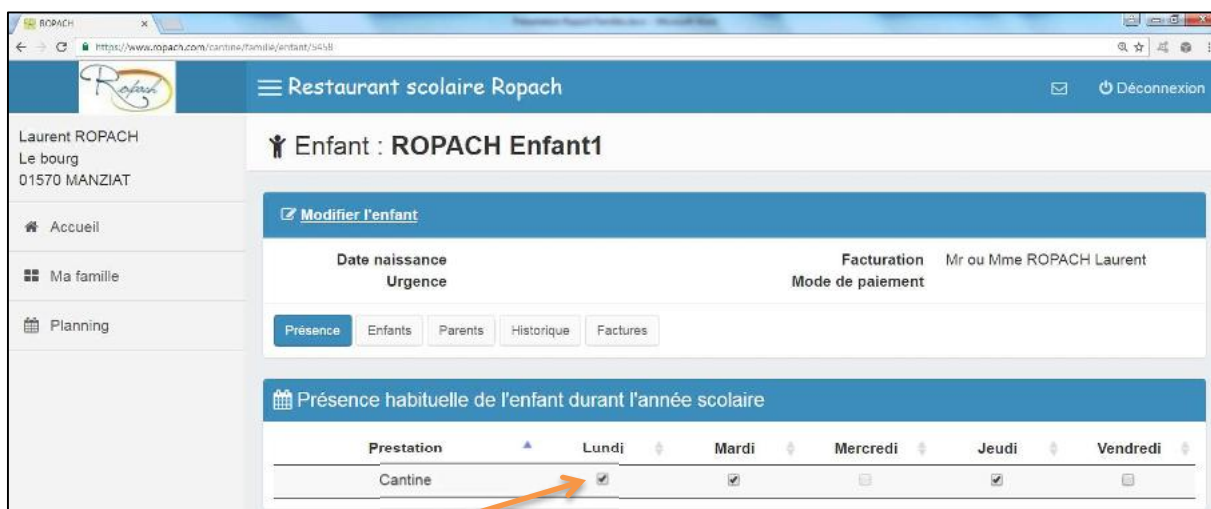 ROPACH
https://www.ropach.com/cantine/famille/enfant/5458
Ropach
Restaurant scolaire Ropach
Déconnexion
Laurent ROPACH
Le bourg
01570 MANZIAT
Enfant : ROPACH Enfant1
Accueil
Ma famille
Planning
Modifier l'enfant
Date naissance
Facturation Mr ou Mme ROPACH Laurent
Urgence
Mode de paiement
Présence Enfants Parents Historique Factures
Présence habituelle de l'enfant durant l'année scolaire
Prestation Lundi Mardi Mercredi Jeudi Vendredi
Cantine